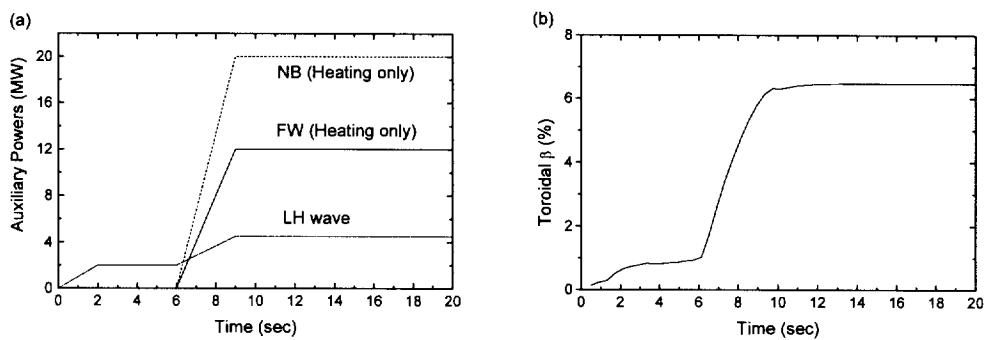 (a)
20
16
12
8
4
0
Auxiliary Powers (MW)
NB (Heating only)
FW (Heating only)
LH wave
0 2 4 6 8 10 12 14 16 18 20
Time (sec)
(b)
8
6
4
2
0
Toroidal β (%)
0 2 4 6 8 10 12 14 16 18 20
Time (sec)